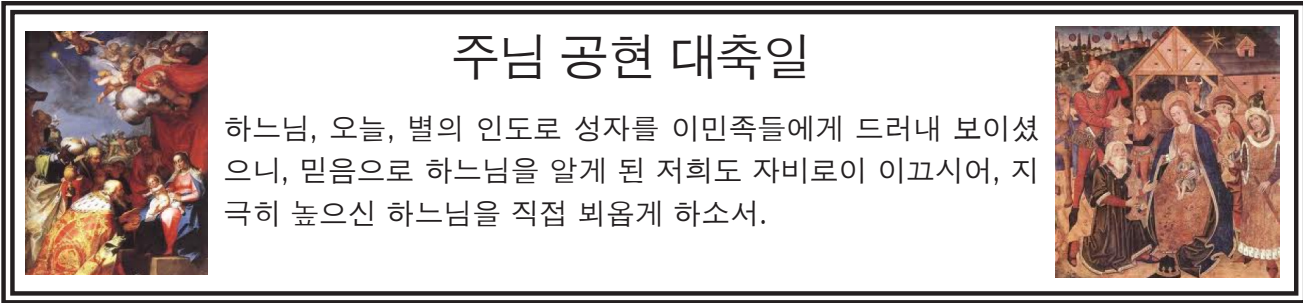 주님 공현 대축일
하느님, 오늘, 별의 인도로 성자를 이민족들에게 드러내 보이셨
으니, 믿음으로 하느님을 알게 된 저희도 자비로이 이끄시어, 지
극히 높으신 하느님을 직접 뵈옵게 하소서.